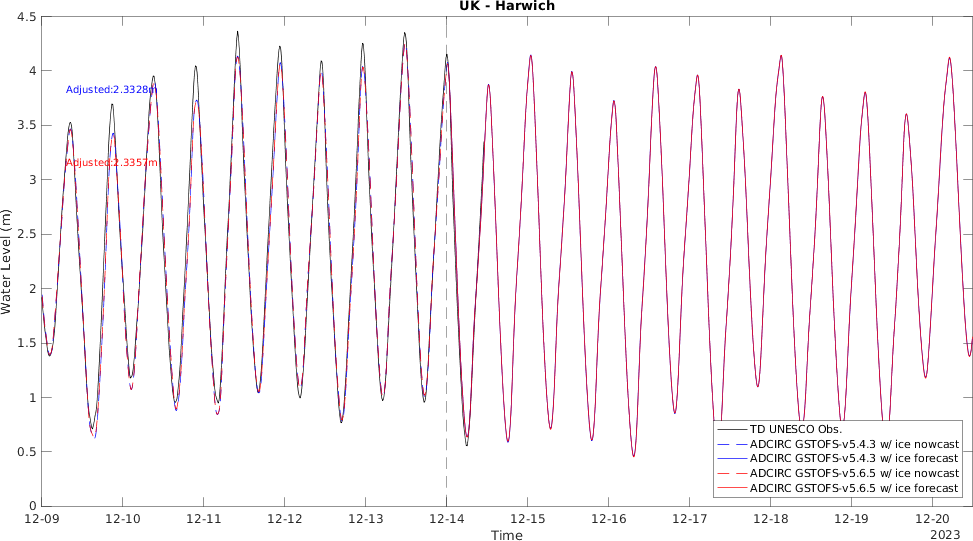 UK - Harwich
4.5
4
3.5
3
2.5
2
1.5
1
0.5
0
Water Level (m)
Adjusted:2.3328m
Adjusted:2.3357m
TD UNESCO Obs.
ADCIRC GSTOFS-v5.4.3 w/ ice nowcast
ADCIRC GSTOFS-v5.4.3 w/ ice forecast
ADCIRC GSTOFS-v5.6.5 w/ ice nowcast
ADCIRC GSTOFS-v5.6.5 w/ ice forecast
12-09 12-10 12-11 12-12 12-13 12-14 12-15 12-16 12-17 12-18 12-19 12-20
Time
2023